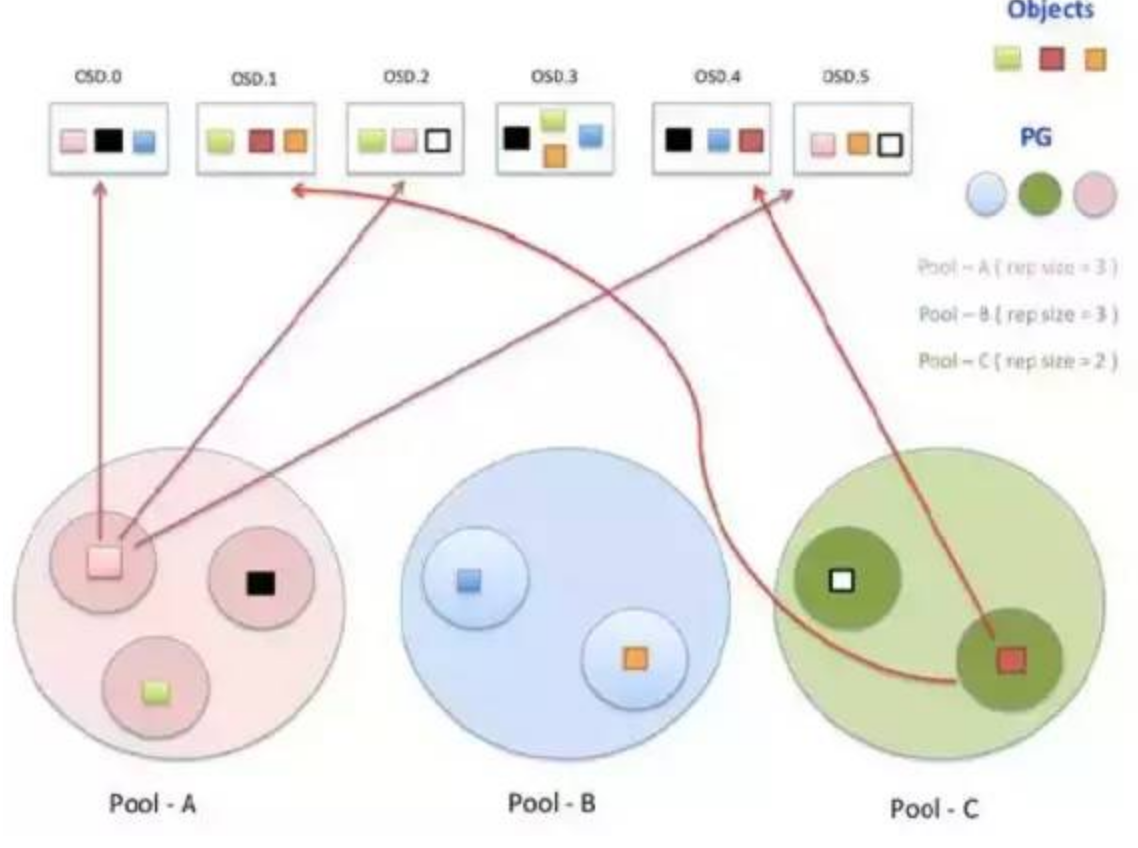 Objects
OSD.0
OSD.1
OSD.2
OSD.3
OSD.4
OSD.5
PG
Pool – A ( rep size = 3 )
Pool – B ( rep size = 3 )
Pool – C ( rep size = 2 )
Pool - A
Pool - B
Pool - C